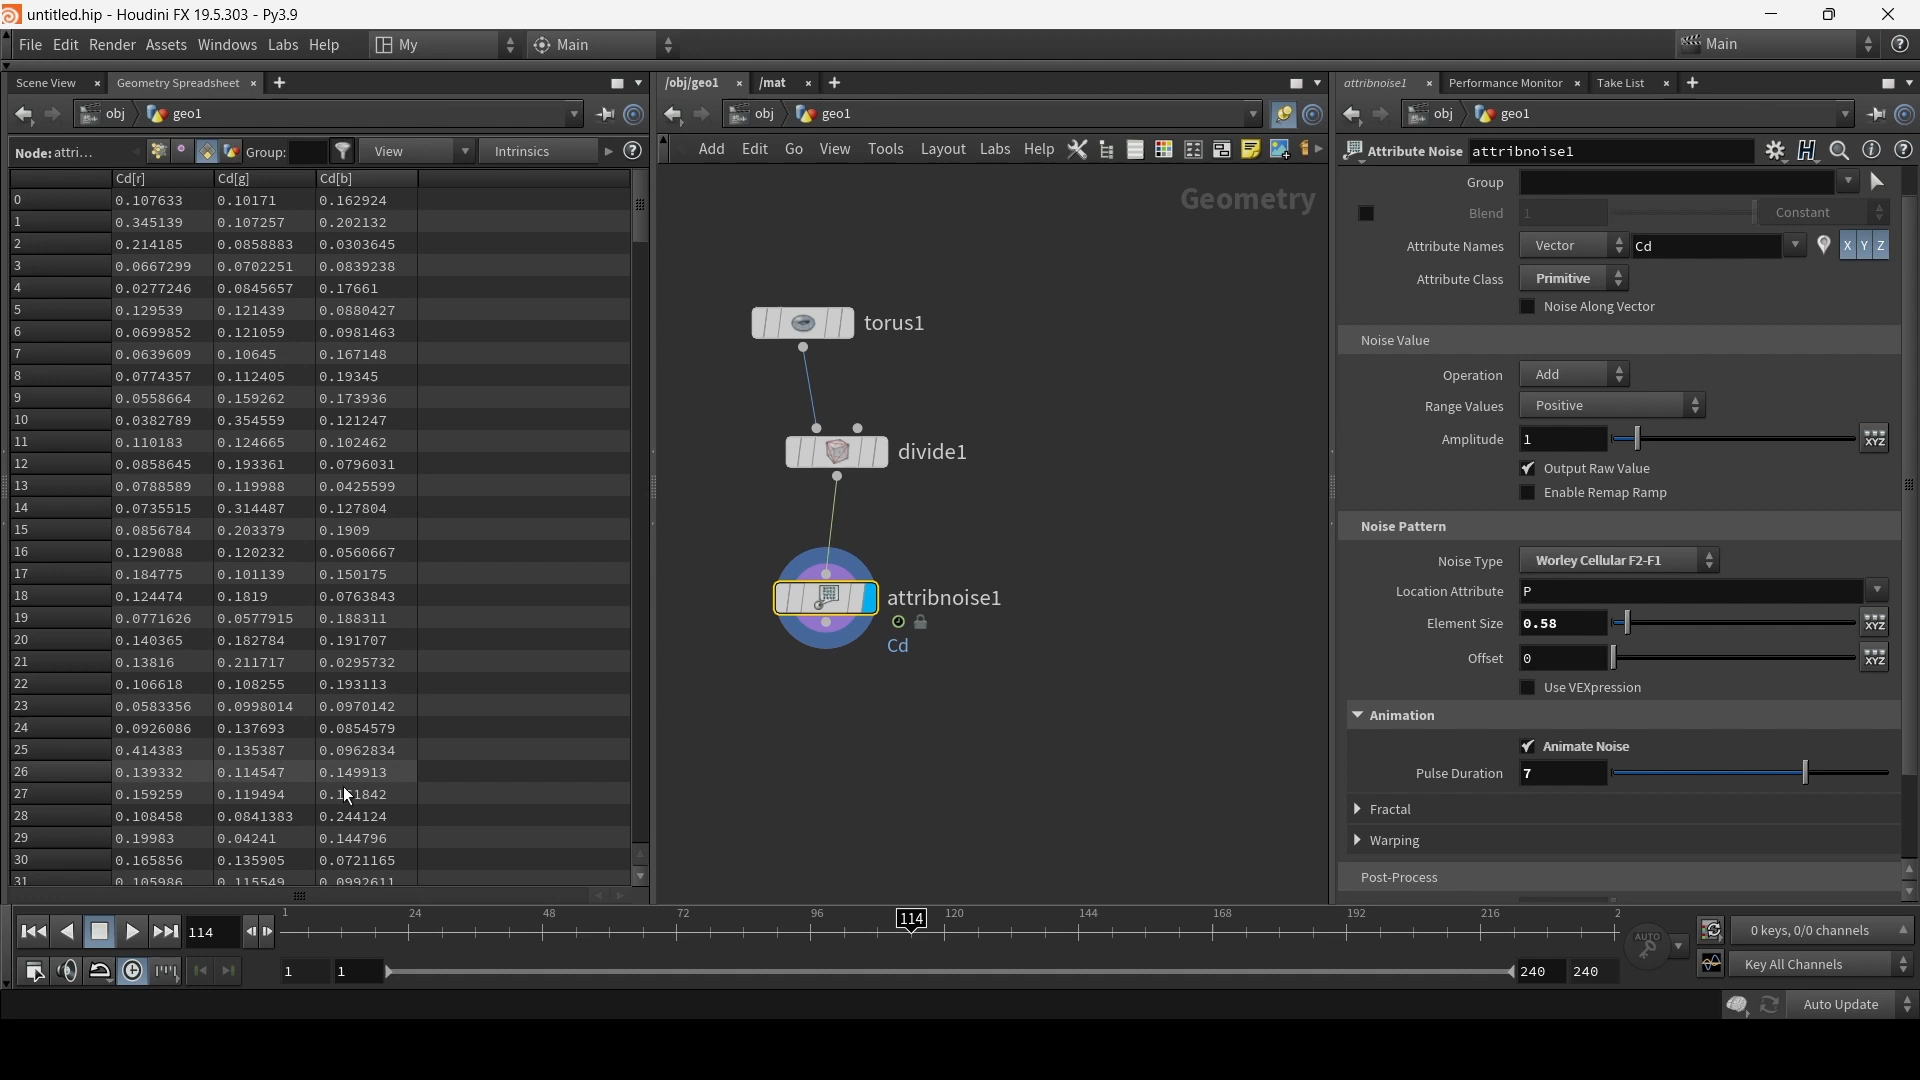 untitled.hip - Houdini FX 19.5.303 - Py3.9
File Edit Render Assets Windows Labs Help My Main Main
Scene View × Geometry Spreadsheet ×
obj geo1
Node: attri... Group: View Intrinsics
Cd[r] Cd[g] Cd[b]
0 0.107633 0.10171 0.162924
1 0.345139 0.107257 0.202132
2 0.214185 0.0858883 0.0303645
3 0.0667299 0.0702251 0.0839238
4 0.0277246 0.0845657 0.17661
5 0.129539 0.121439 0.0880427
6 0.0699852 0.121059 0.0981463
7 0.0639609 0.10645 0.167148
8 0.0774357 0.112405 0.19345
9 0.0558664 0.159262 0.173936
10 0.0382789 0.354559 0.121247
11 0.110183 0.124665 0.102462
12 0.0858645 0.193361 0.0796031
13 0.0788589 0.119988 0.0425599
14 0.0735515 0.314487 0.127804
15 0.0856784 0.203379 0.1909
16 0.129088 0.120232 0.0560667
17 0.184775 0.101139 0.150175
18 0.124474 0.1819 0.0763843
19 0.0771626 0.0577915 0.188311
20 0.140365 0.182784 0.191707
21 0.13816 0.211717 0.0295732
22 0.106618 0.108255 0.193113
23 0.0583356 0.0998014 0.0970142
24 0.0926086 0.137693 0.0854579
25 0.414383 0.135387 0.0962834
26 0.139332 0.114547 0.149913
27 0.159259 0.119494
28 0.108458 0.0841383 0.244124
29 0.19983 0.04241 0.144796
30 0.165856 0.135905 0.0721165
31 0.105986 0.115549 0.0992611
/obj/geo1 × /mat ×
obj geo1
Add Edit Go View Tools Layout Labs Help
Geometry
torus1
divide1
attribnoise1
Cd
attribnoise1 × Performance Monitor × Take List ×
obj geo1
Attribute Noise attribnoise1
Group
Blend 1 Constant
Attribute Names Vector Cd X Y Z
Attribute Class Primitive
Noise Along Vector
Noise Value
Operation Add
Range Values Positive
Amplitude 1 XYZ
Output Raw Value
Enable Remap Ramp
Noise Pattern
Noise Type Worley Cellular F2-F1
Location Attribute P
Element Size 0.58 XYZ
Offset 0 XYZ
Use VEXpression
Animation
Animate Noise
Pulse Duration 7
Fractal
Warping
Post-Process
114 1 24 48 72 96 114 120 144 168 192 216 2 AUTO 0 keys, 0/0 channels
1 1 240 240 Key All Channels
Auto Update